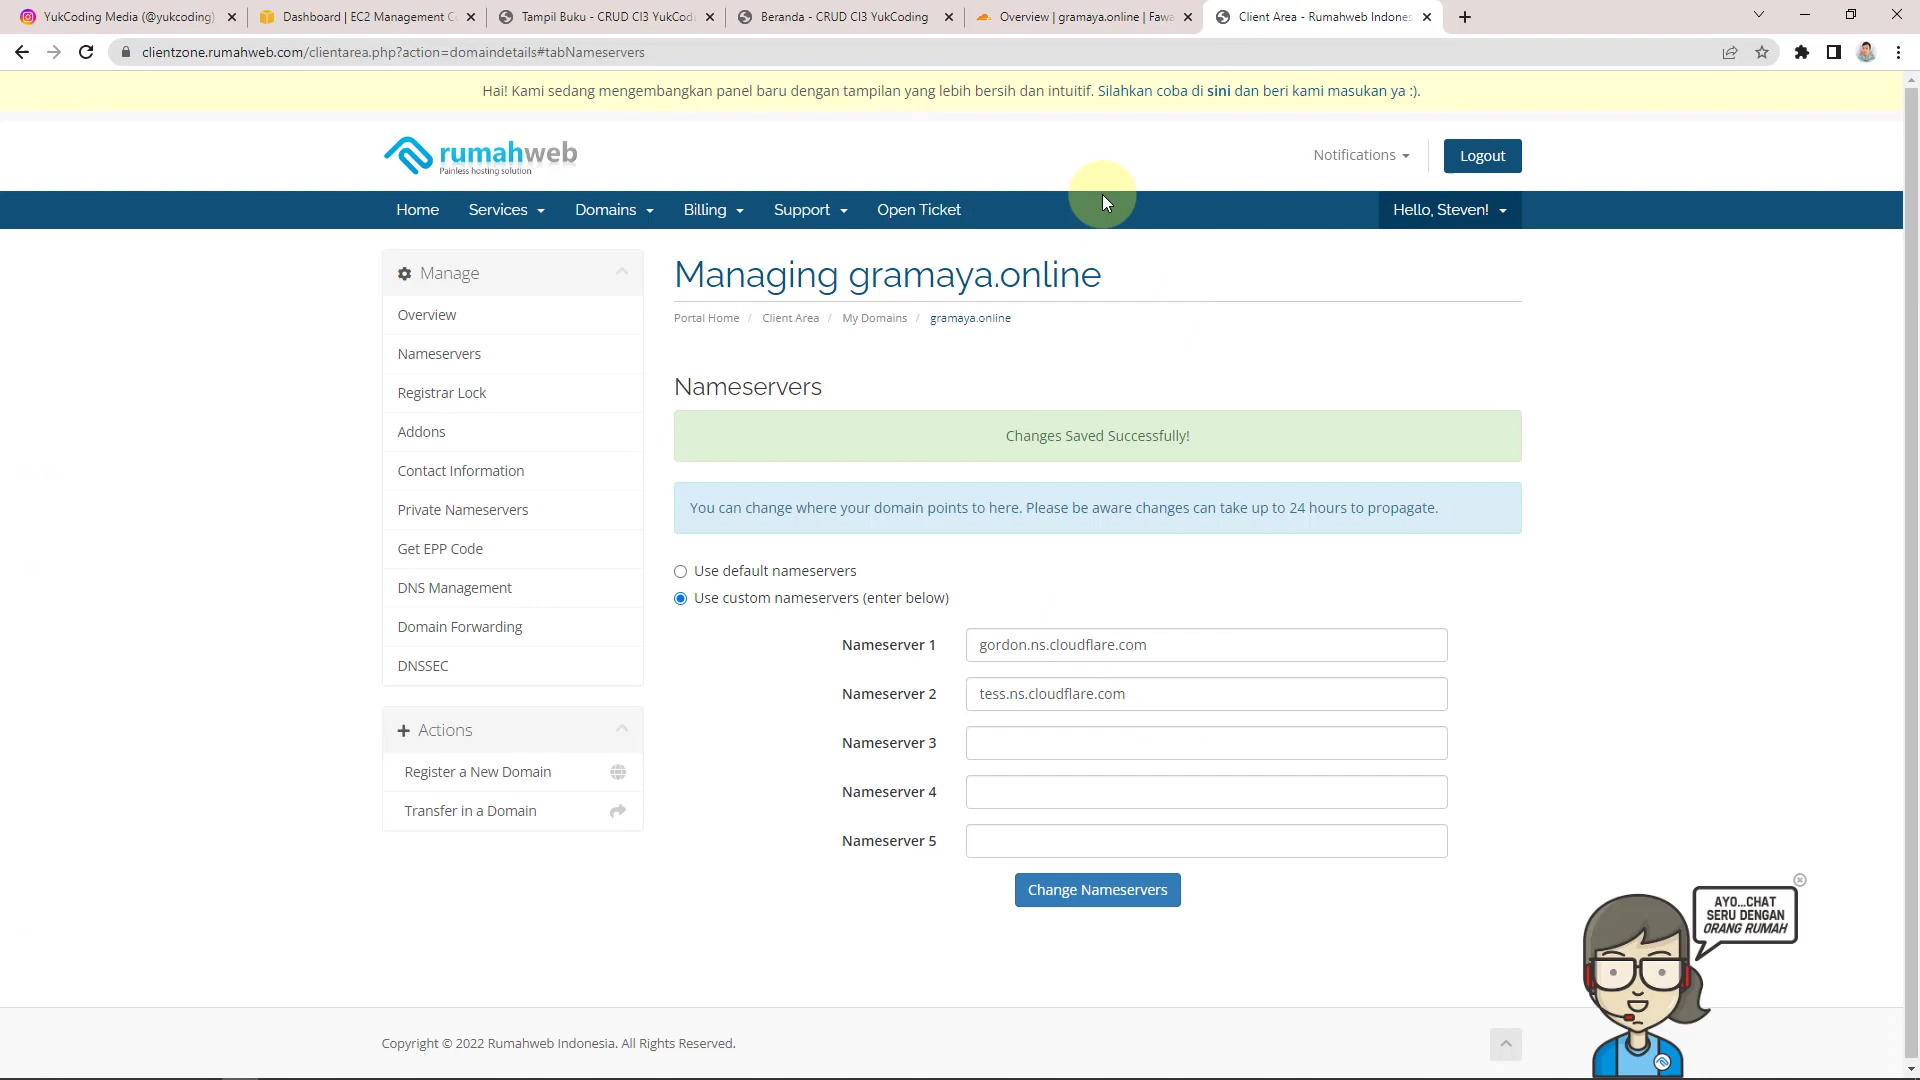 YukCoding Media (@yukcoding)
Dashboard | EC2 Management C
Tampil Buku - CRUD CI3 YukCodi
Beranda - CRUD CI3 YukCoding
Overview | gramaya.online | Fawa
Client Area - Rumahweb Indones
clientzone.rumahweb.com/clientarea.php?action=domaindetails#tabNameservers
Hai! Kami sedang mengembangkan panel baru dengan tampilan yang lebih bersih dan intuitif. Silahkan coba di sini dan beri kami masukan ya :).
rumahweb
Painless hosting solution
Notifications
Logout
Home
Services
Domains
Billing
Support
Open Ticket
Hello, Steven!
Manage
Overview
Nameservers
Registrar Lock
Addons
Contact Information
Private Nameservers
Get EPP Code
DNS Management
Domain Forwarding
DNSSEC
Actions
Register a New Domain
Transfer in a Domain
Managing gramaya.online
Portal Home / Client Area / My Domains / gramaya.online
Nameservers
Changes Saved Successfully!
You can change where your domain points to here. Please be aware changes can take up to 24 hours to propagate.
Use default nameservers
Use custom nameservers (enter below)
Nameserver 1
gordon.ns.cloudflare.com
Nameserver 2
tess.ns.cloudflare.com
Nameserver 3
Nameserver 4
Nameserver 5
Change Nameservers
AYO...CHAT
SERU DENGAN
ORANG RUMAH
Copyright © 2022 Rumahweb Indonesia. All Rights Reserved.